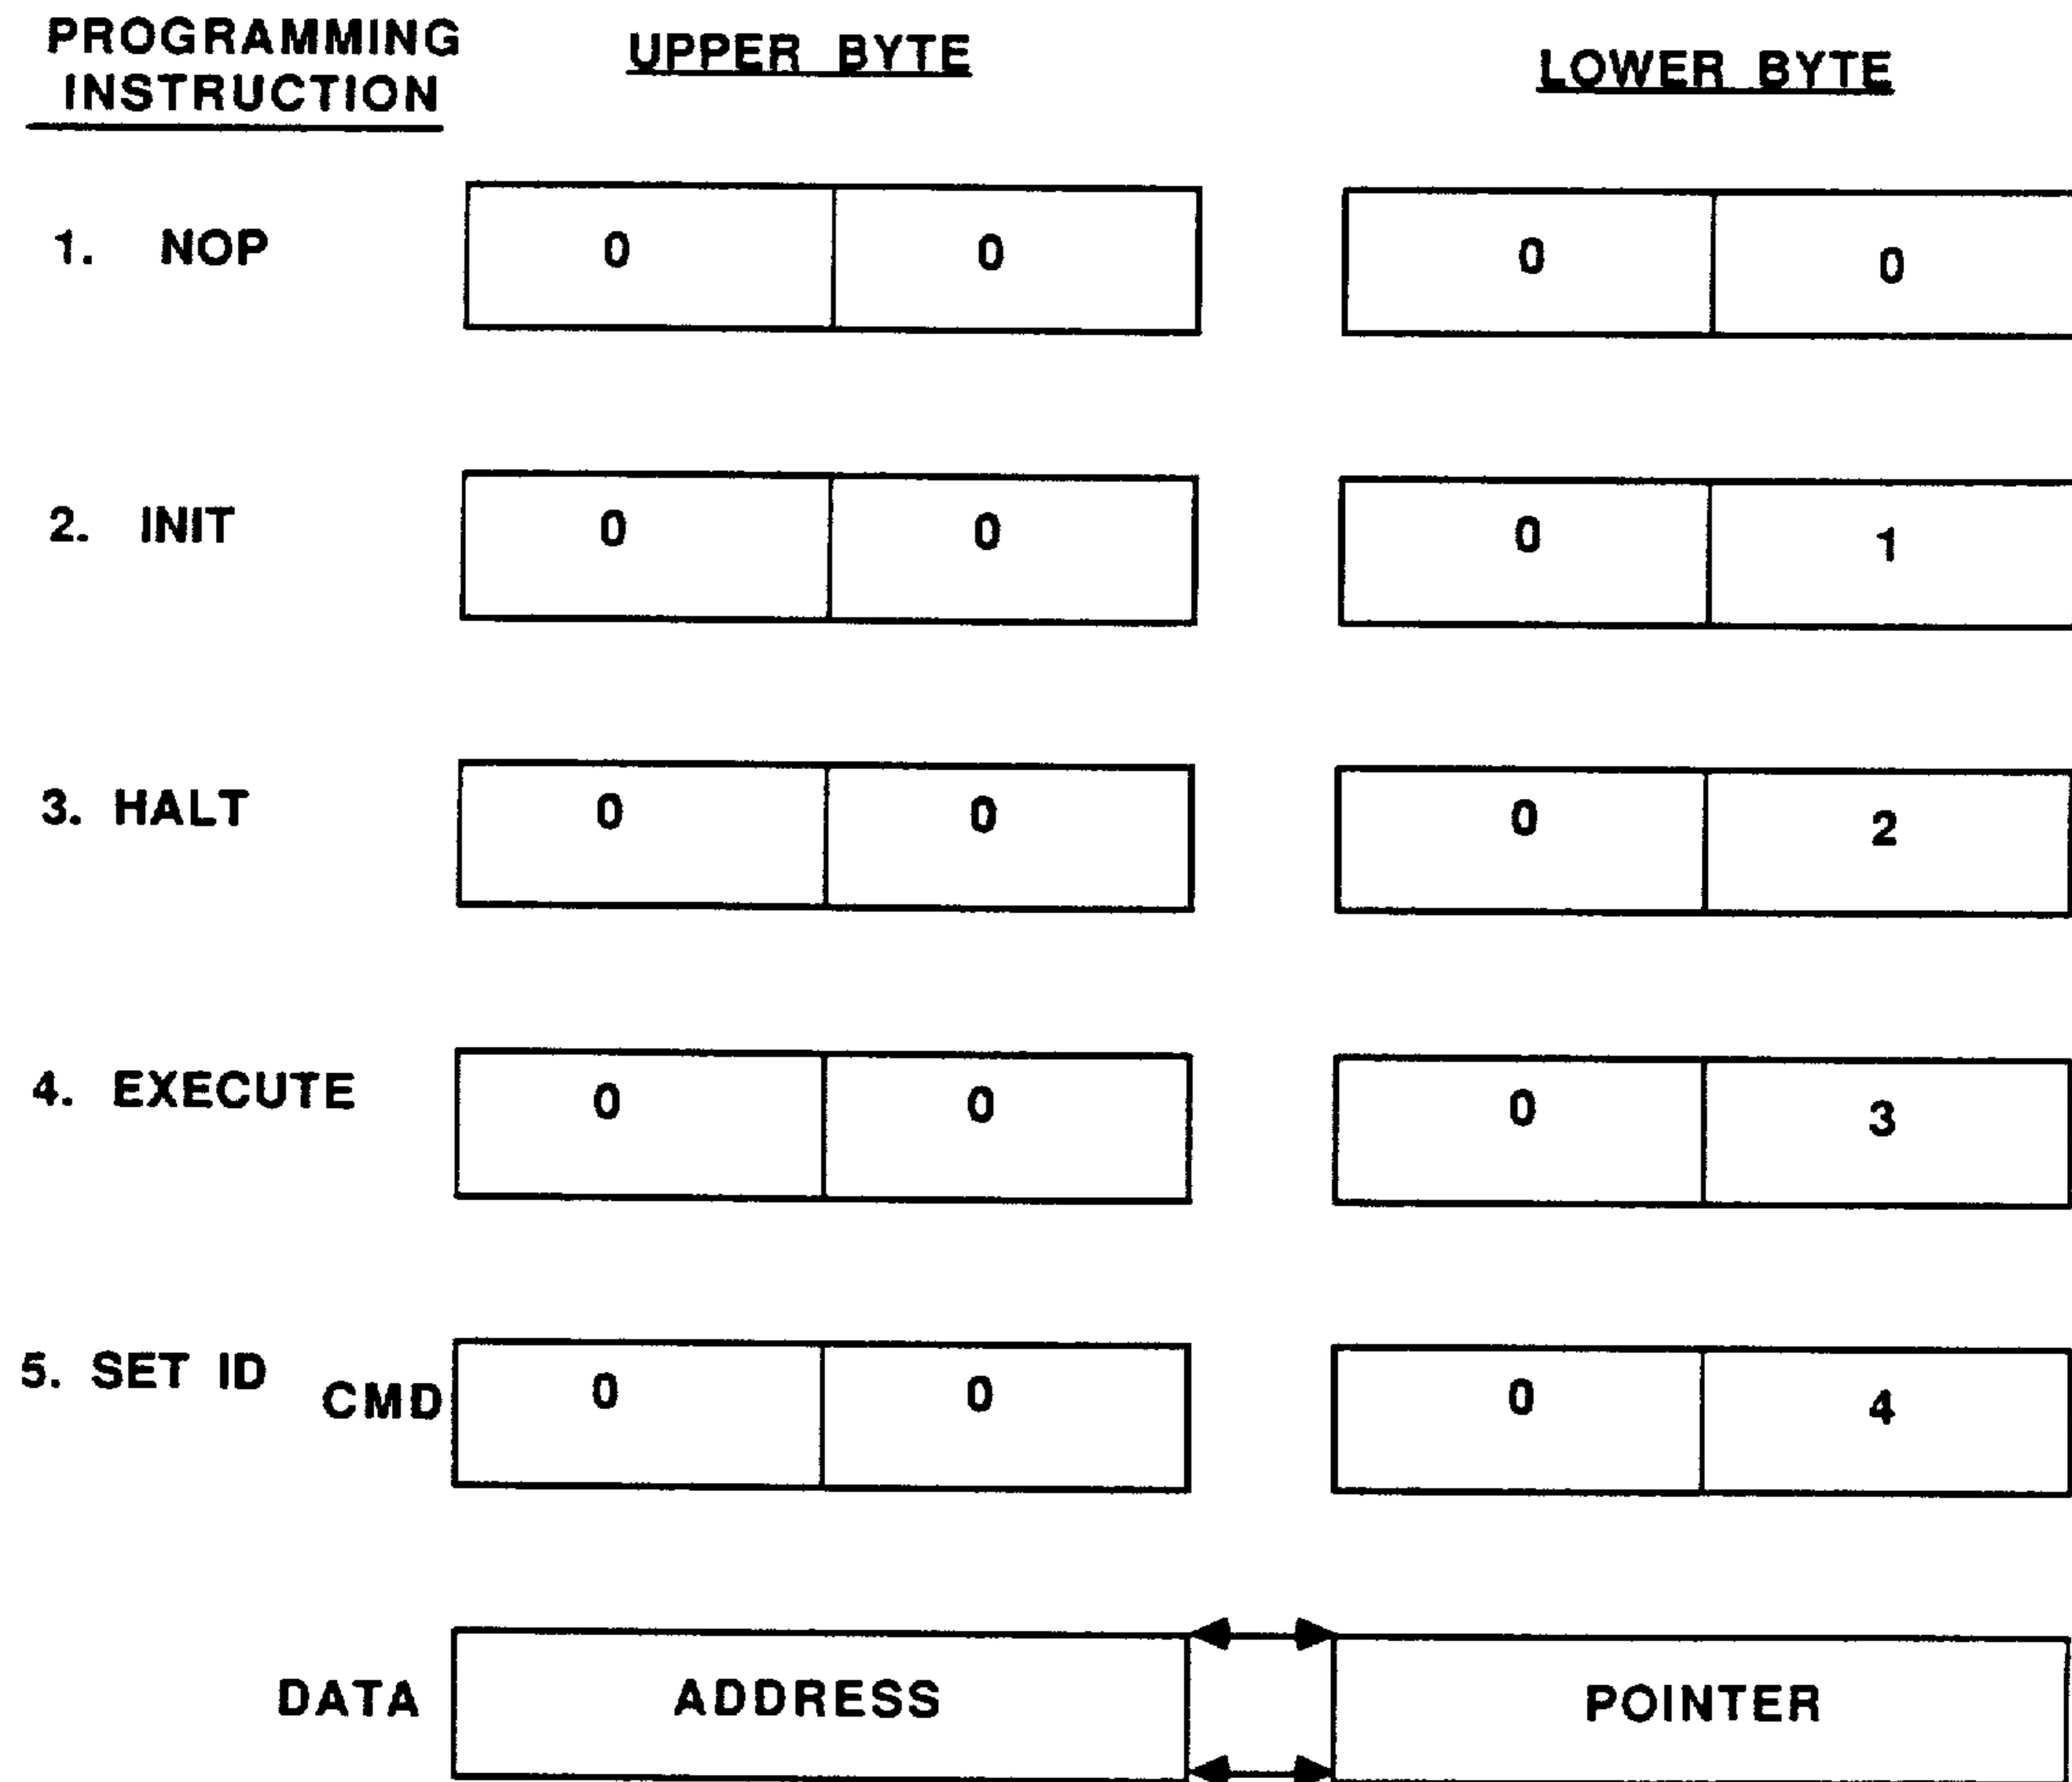 PROGRAMMING INSTRUCTION UPPER BYTE LOWER BYTE
1. NOP 0 0 0 0
2. INIT 0 0 0 1
3. HALT 0 0 0 2
4. EXECUTE 0 0 0 3
5. SET ID CMD 0 0 0 4
DATA ADDRESS POINTER